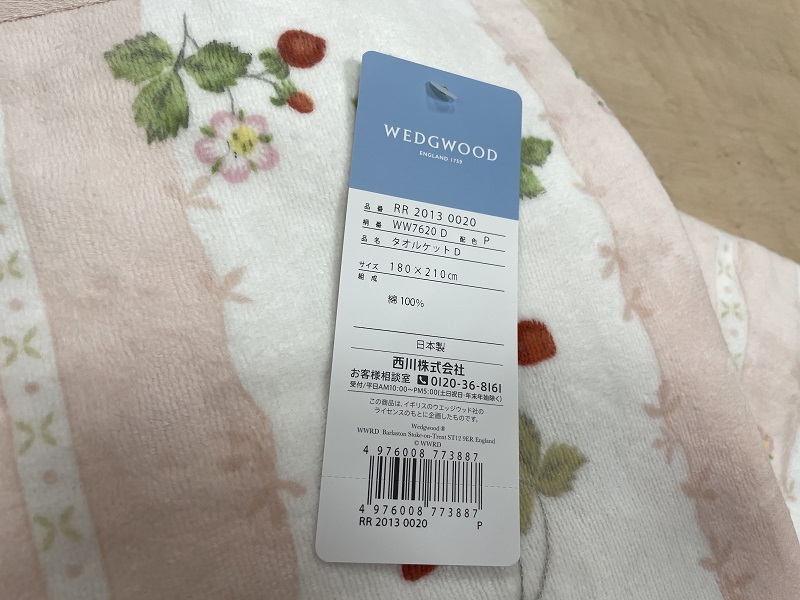 WEDGWOOD
ENGLAND 1759
品番 RR 2013 0020
柄番 WW7620 D 配色 P
品名 タオルケット D
サイズ 180×210㎝
組成
綿 100%
日本製
西川株式会社
お客様相談室 0120-36-8161
受付/平日AM10:00〜PM5:00(土日祝日・年末年始除く)
この商品は、イギリスのウエッジウッド社の
ライセンスのもとに企画したものです。
Wedgwood ®
WWRD Barlaston Stoke-on-Trent ST12 9ER England
© WWRD
4 976008 773887
4 976008 773887
RR 2013 0020 P